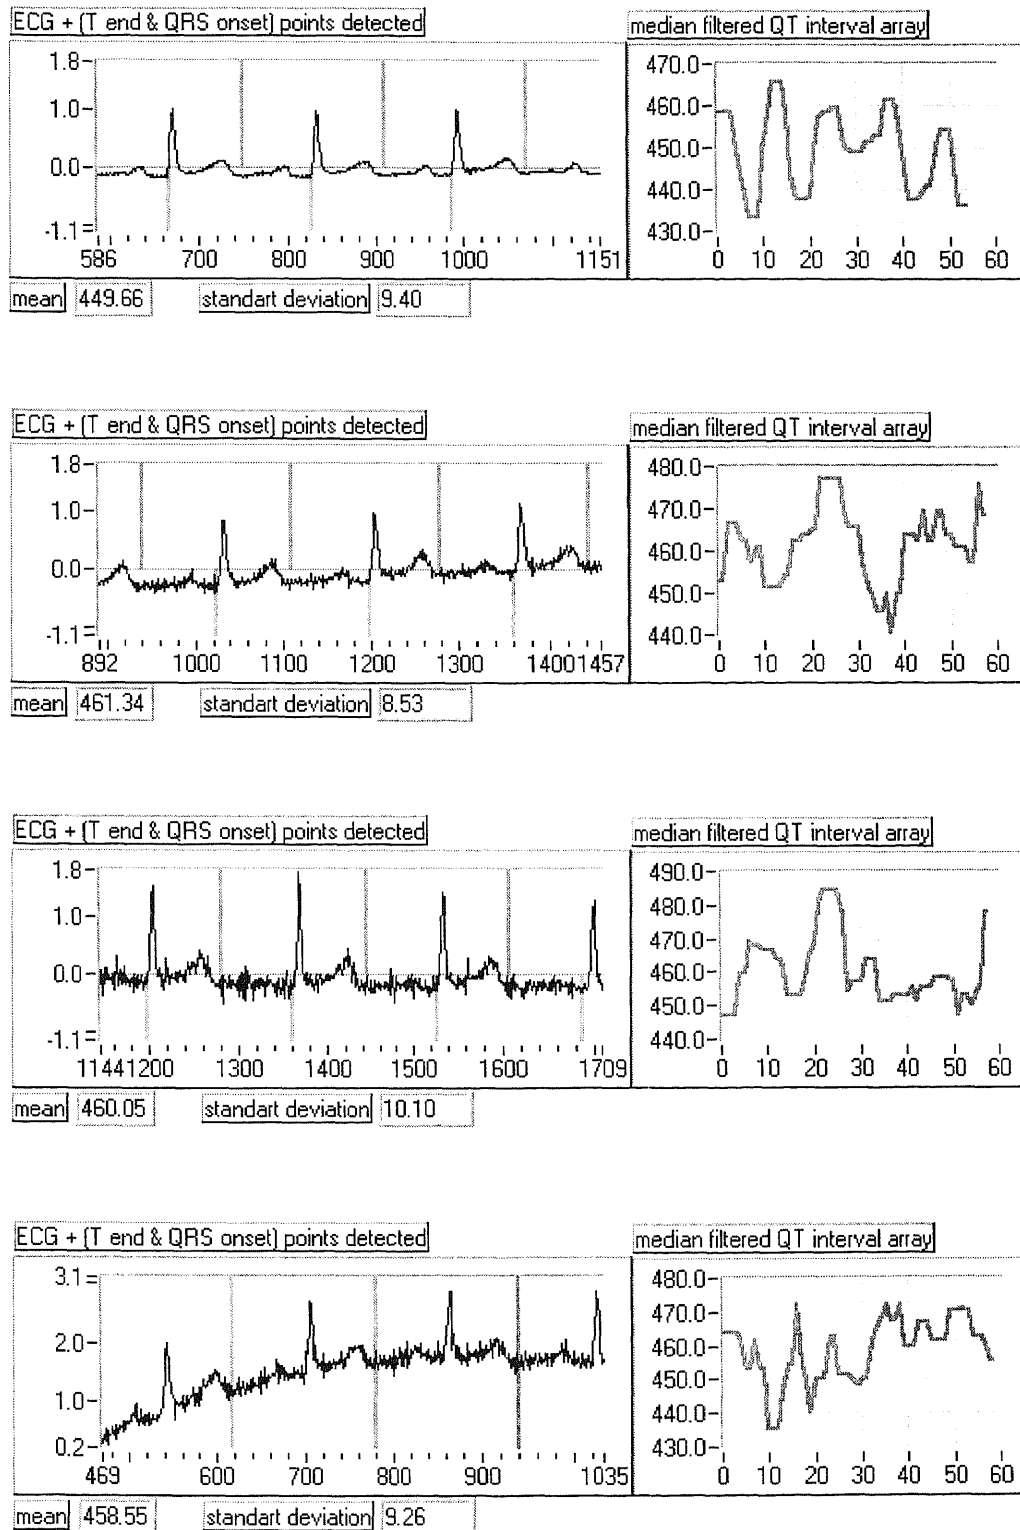 ECG + (T end & QRS onset) points detected
median filtered QT interval array
1.8
1.0
0.0
-1.1
586 700 800 900 1000 1151
470.0
460.0
450.0
440.0
430.0
0 10 20 30 40 50 60
mean 449.66 standart deviation 9.40
ECG + (T end & QRS onset) points detected
median filtered QT interval array
1.8
1.0
0.0
-1.1
892 1000 1100 1200 1300 14001457
480.0
470.0
460.0
450.0
440.0
0 10 20 30 40 50 60
mean 461.34 standart deviation 8.53
ECG + (T end & QRS onset) points detected
median filtered QT interval array
1.8
1.0
0.0
-1.1
11441200 1300 1400 1500 1600 1709
490.0
480.0
470.0
460.0
450.0
440.0
0 10 20 30 40 50 60
mean 460.05 standart deviation 10.10
ECG + (T end & QRS onset) points detected
median filtered QT interval array
3.1
2.0
1.0
0.2
469 600 700 800 900 1035
480.0
470.0
460.0
450.0
440.0
430.0
0 10 20 30 40 50 60
mean 458.55 standart deviation 9.26